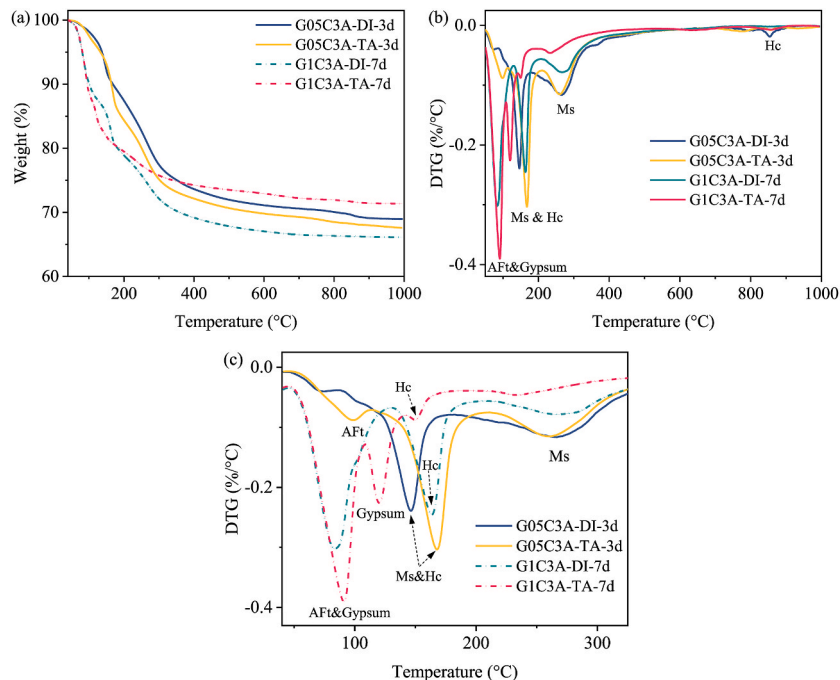 (a)
G05C3A-DI-3d
G05C3A-TA-3d
G1C3A-DI-7d
G1C3A-TA-7d
100
90
80
70
60
Weight (%)
200
400
600
800
1000
Temperature (°C)
(b)
0.0
-0.2
-0.4
DTG (%/°C)
Hc
Ms
Ms & Hc
AFt&Gypsum
G05C3A-DI-3d
G05C3A-TA-3d
G1C3A-DI-7d
G1C3A-TA-7d
200
400
600
800
1000
Temperature (°C)
(c)
0.0
-0.2
-0.4
DTG (%/°C)
Hc
AFt
Hc
Ms
Gypsum
Ms&Hc
AFt&Gypsum
G05C3A-DI-3d
G05C3A-TA-3d
G1C3A-DI-7d
G1C3A-TA-7d
100
200
300
Temperature (°C)